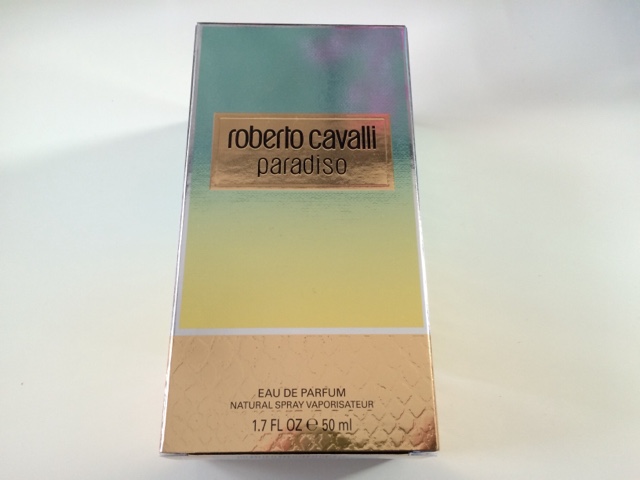 roberto cavalli
paradiso
EAU DE PARFUM
NATURAL SPRAY VAPORISATEUR
1.7 FL OZ ℮ 50 ml